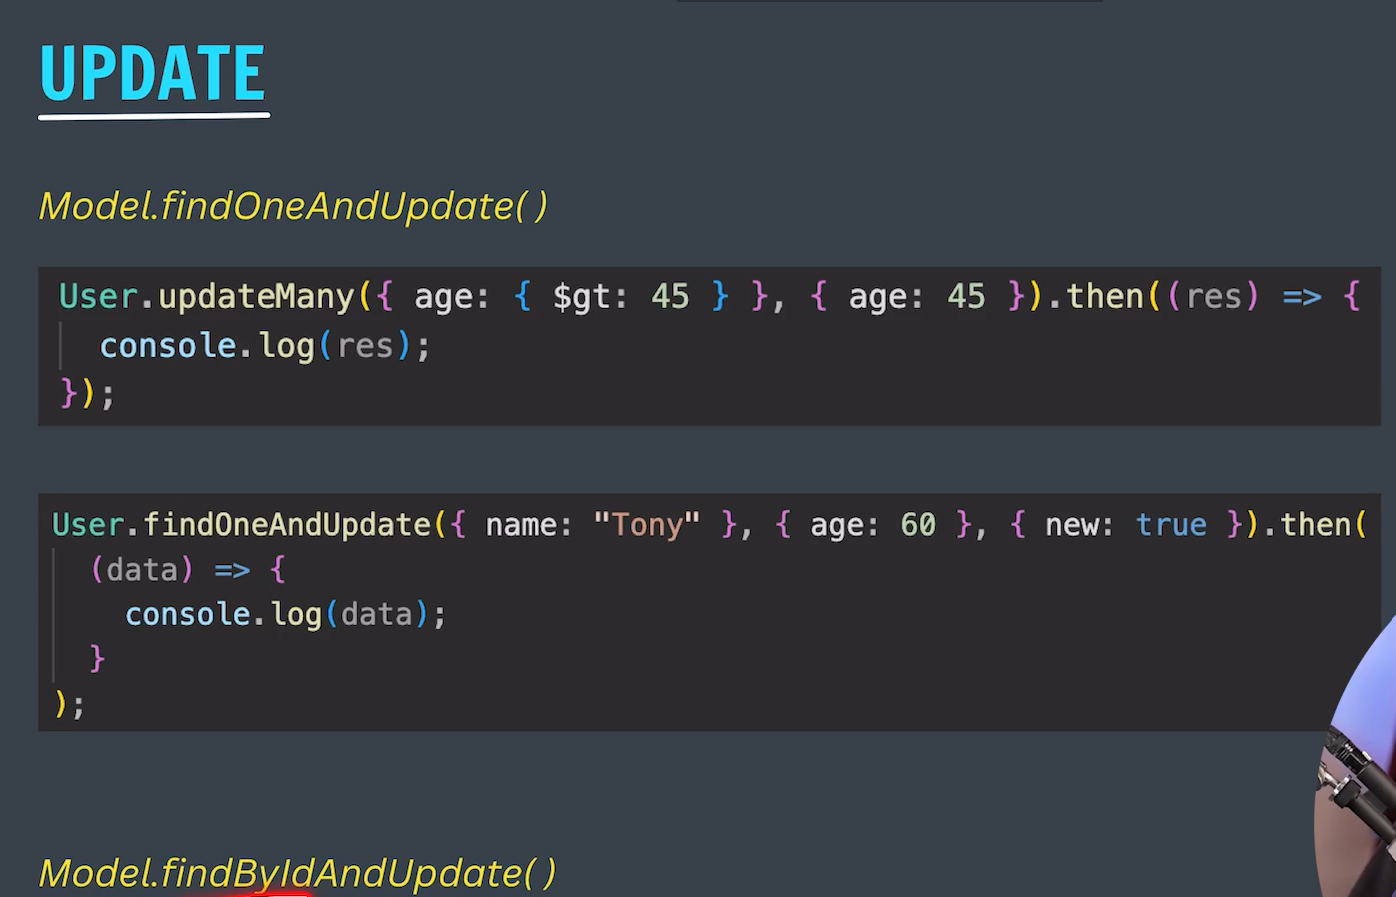 UPDATE
Model.findOneAndUpdate( )
User.updateMany({ age: { $gt: 45 } }, { age: 45 }).then((res) => {
console.log(res);
});
User.findOneAndUpdate({ name: "Tony" }, { age: 60 }, { new: true }).then(
(data) => {
console.log(data);
}
);
Model.findByIdAndUpdate( )